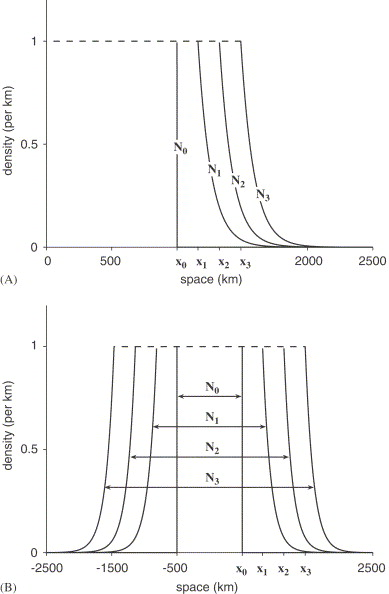 1
density (per km)
0.5
N0
N1
N2
N3
0
0 500 x0 x1 x2 x3 2000 2500
(A) space (km)
1
density (per km)
N0
N1
0.5
N2
N3
0
-2500 -1500 -500 x0 x1 x2 x3 2500
(B) space (km)